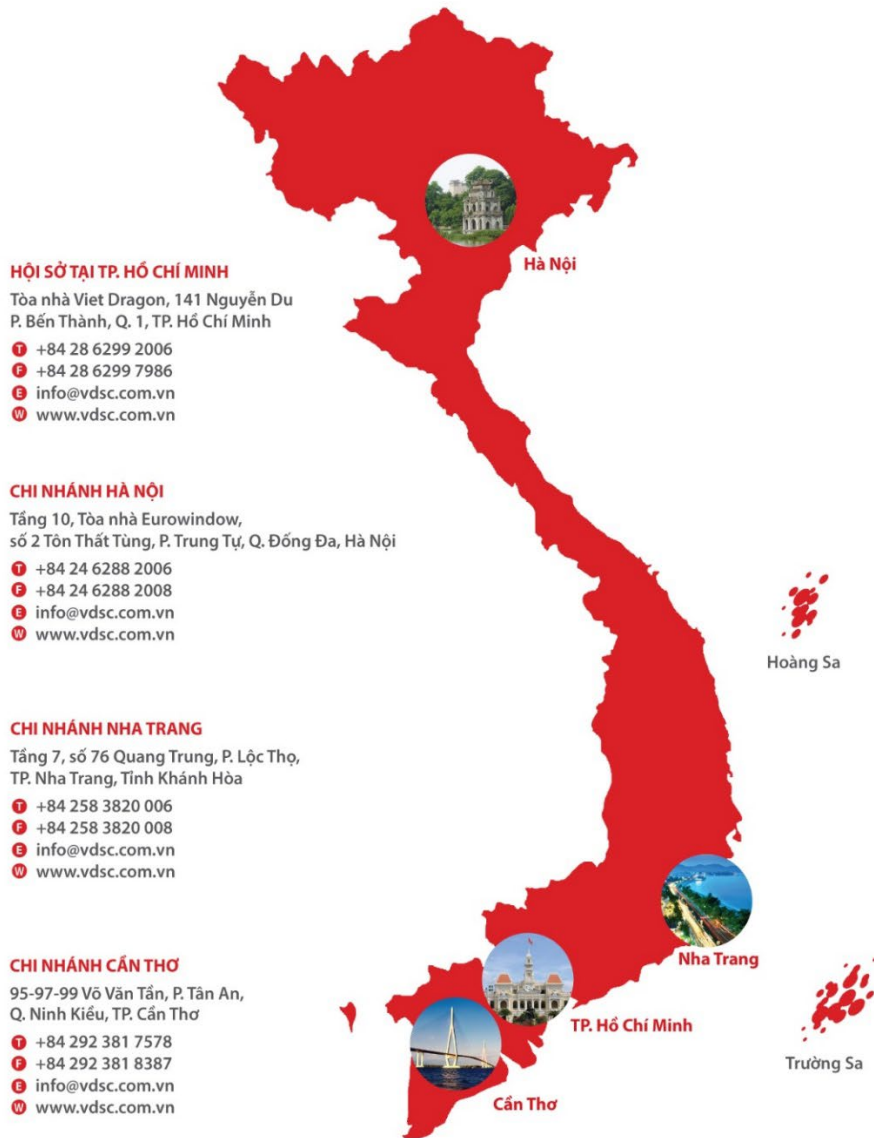 HỘI SỞ TẠI TP. HỒ CHÍ MINH
Tòa nhà Viet Dragon, 141 Nguyễn Du
P. Bến Thành, Q. 1, TP. Hồ Chí Minh
T +84 28 6299 2006
F +84 28 6299 7986
E info@vdsc.com.vn
W www.vdsc.com.vn
CHI NHÁNH HÀ NỘI
Tầng 10, Tòa nhà Eurowindow,
số 2 Tôn Thất Tùng, P. Trung Tự, Q. Đống Đa, Hà Nội
T +84 24 6288 2006
F +84 24 6288 2008
E info@vdsc.com.vn
W www.vdsc.com.vn
CHI NHÁNH NHA TRANG
Tầng 7, số 76 Quang Trung, P. Lộc Thọ,
TP. Nha Trang, Tỉnh Khánh Hòa
T +84 258 3820 006
F +84 258 3820 008
E info@vdsc.com.vn
W www.vdsc.com.vn
CHI NHÁNH CẦN THƠ
95-97-99 Võ Văn Tần, P. Tân An,
Q. Ninh Kiều, TP. Cần Thơ
T +84 292 381 7578
F +84 292 381 8387
E info@vdsc.com.vn
W www.vdsc.com.vn
Hà Nội
Hoàng Sa
Nha Trang
TP. Hồ Chí Minh
Trường Sa
Cần Thơ